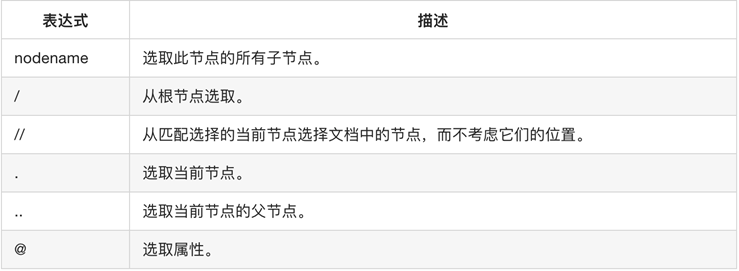 表达式 描述
nodename 选取此节点的所有子节点。
/ 从根节点选取。
// 从匹配选择的当前节点选择文档中的节点，而不考虑它们的位置。
. 选取当前节点。
.. 选取当前节点的父节点。
@ 选取属性。